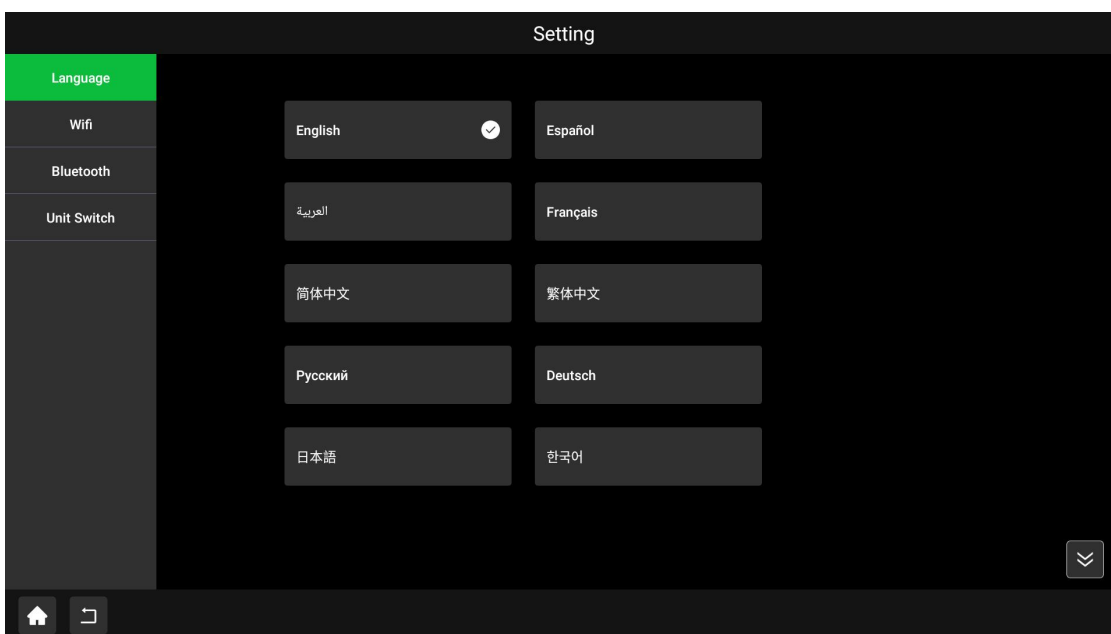 Setting
Language
Wifi
Bluetooth
Unit Switch
English
Español
العربية
Français
简体中文
繁体中文
Русский
Deutsch
日本語
한국어